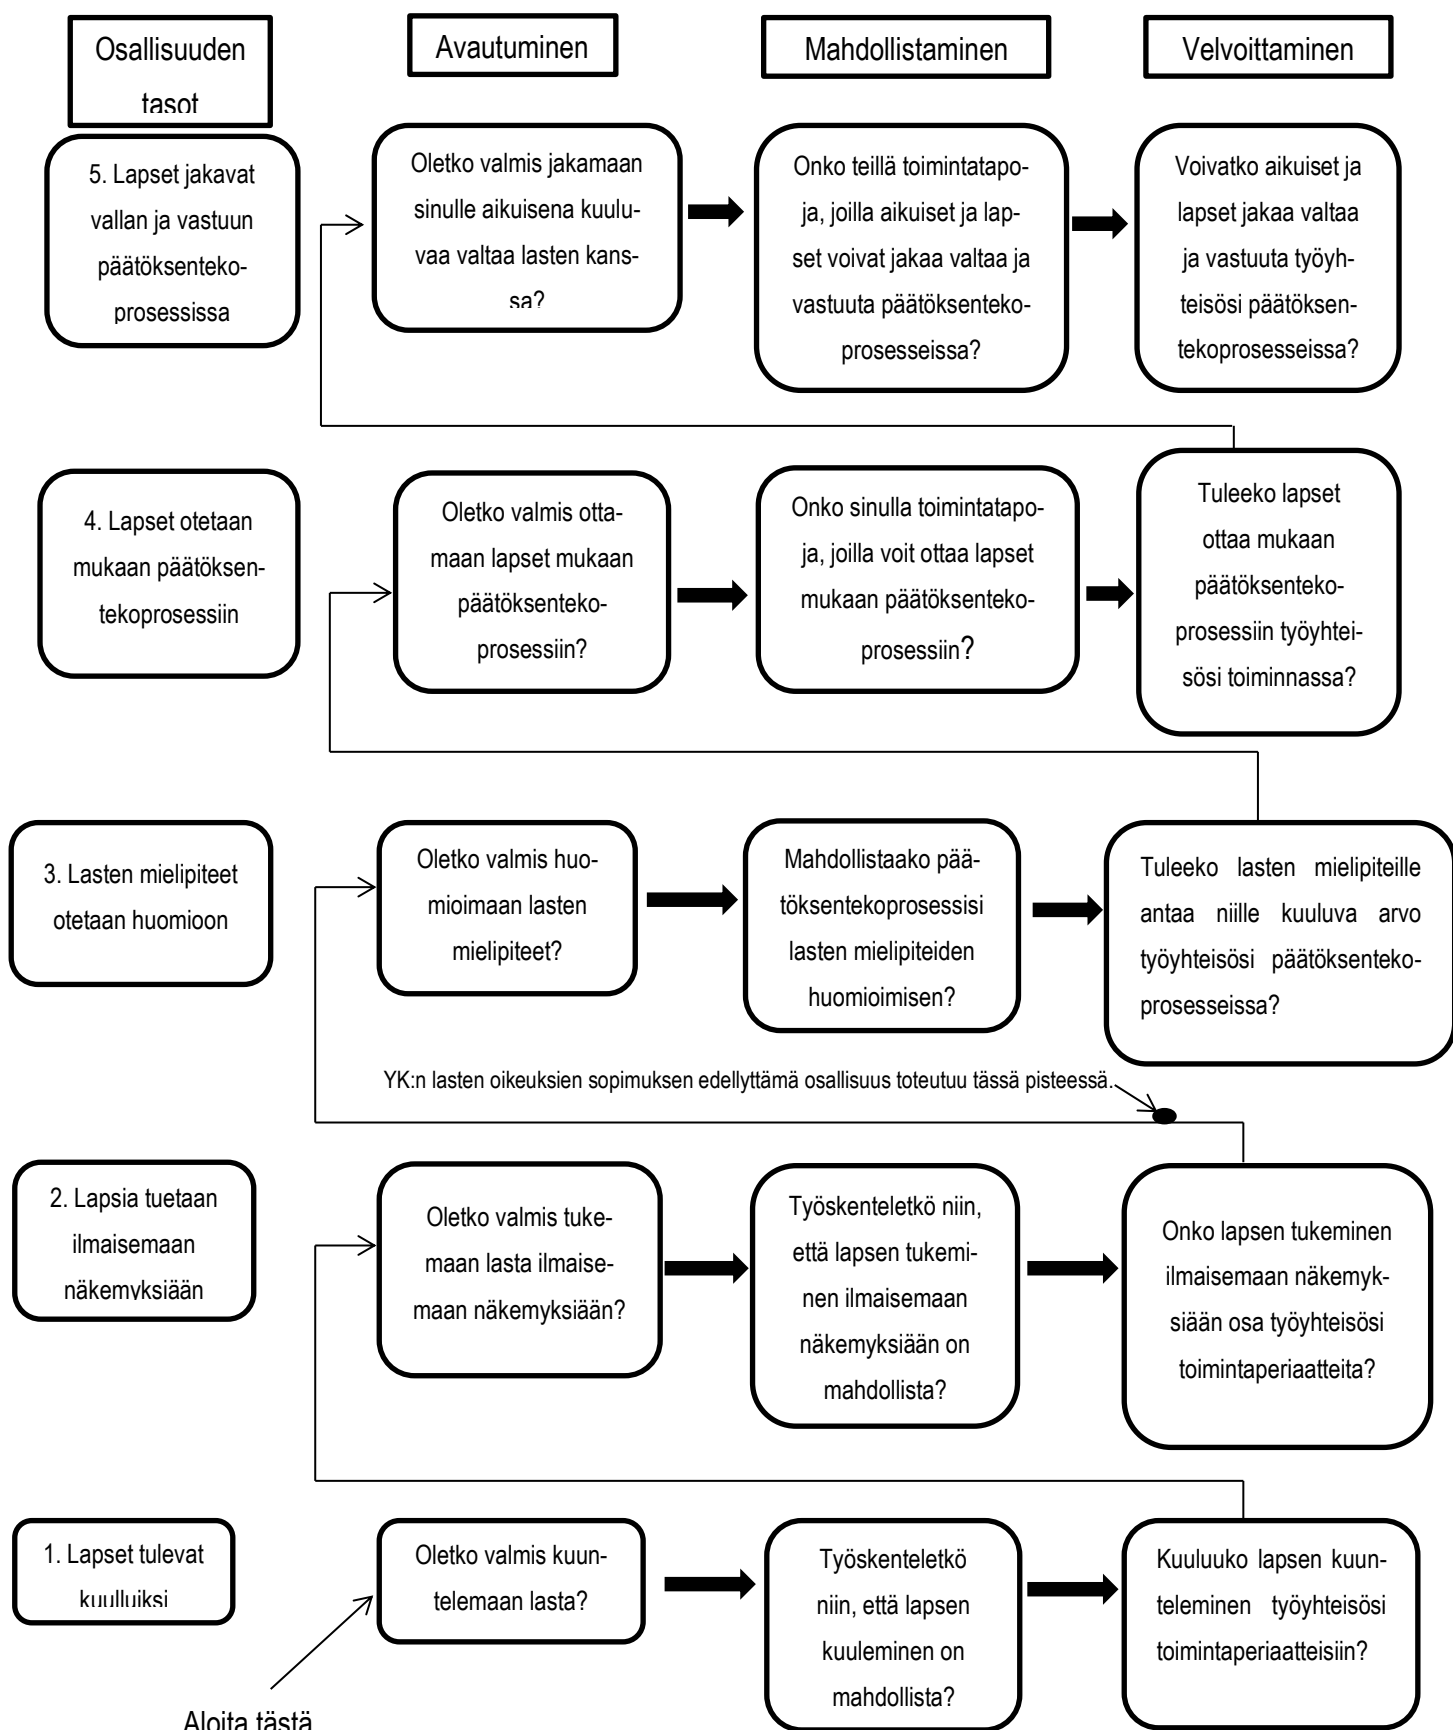 Osallisuuden
tasot
Avautuminen
Mahdollistaminen
Velvoittaminen
5. Lapset jakavat
vallan ja vastuun
päätöksenteko-
prosessissa
Oletko valmis jakamaan
sinulle aikuisena kuulu-
vaa valtaa lasten kans-
sa?
Onko teillä toimintatapo-
ja, joilla aikuiset ja lap-
set voivat jakaa valtaa ja
vastuuta päätöksenteko-
prosesseissa?
Voivatko aikuiset ja
lapset jakaa valtaa
ja vastuuta työyh-
teisösi päätöksen-
tekoprosesseissa?
4. Lapset otetaan
mukaan päätöksen-
tekoprosessiin
Oletko valmis otta-
maan lapset mukaan
päätöksenteko-
prosessiin?
Onko sinulla toimintatapo-
ja, joilla voit ottaa lapset
mukaan päätöksenteko-
prosessiin?
Tuleeko lapset
ottaa mukaan
päätöksenteko-
prosessiin työyhtei-
sösi toiminnassa?
3. Lasten mielipiteet
otetaan huomioon
Oletko valmis huo-
mioimaan lasten
mielipiteet?
Mahdollistaako pää-
töksentekoprosessisi
lasten mielipiteiden
huomioimisen?
Tuleeko lasten mielipiteille
antaa niille kuuluva arvo
työyhteisösi päätöksenteko-
prosesseissa?
YK:n lasten oikeuksien sopimuksen edellyttämä osallisuus toteutuu tässä pisteessä.
2. Lapsia tuetaan
ilmaisemaan
näkemyksiään
Oletko valmis tuke-
maan lasta ilmaise-
maan näkemyksiään?
Työskenteletkö niin,
että lapsen tukemi-
nen ilmaisemaan
näkemyksiään on
mahdollista?
Onko lapsen tukeminen
ilmaisemaan näkemyk-
siään osa työyhteisösi
toimintaperiaatteita?
1. Lapset tulevat
kuulluiksi
Oletko valmis kuun-
telemaan lasta?
Työskenteletkö
niin, että lapsen
kuuleminen on
mahdollista?
Kuuluuko lapsen kuun-
teleminen työyhteisösi
toimintaperiaatteisiin?
Aloita tästä